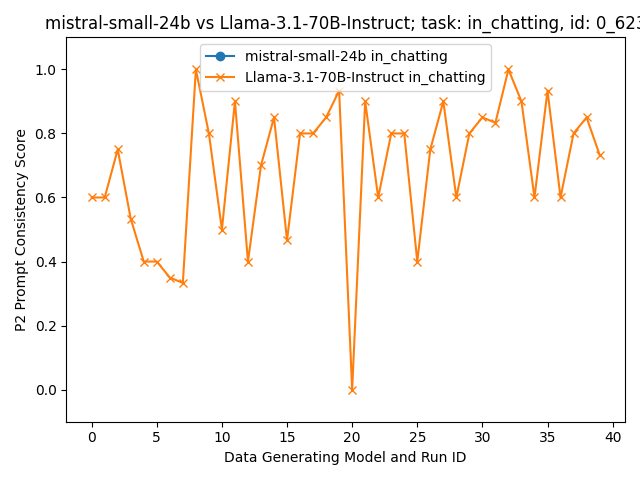 mistral-small-24b vs Llama-3.1-70B-Instruct; task: in_chatting, id: 0_623
mistral-small-24b in_chatting
Llama-3.1-70B-Instruct in_chatting
P2 Prompt Consistency Score
1.0
0.8
0.6
0.4
0.2
0.0
0 5 10 15 20 25 30 35 40
Data Generating Model and Run ID